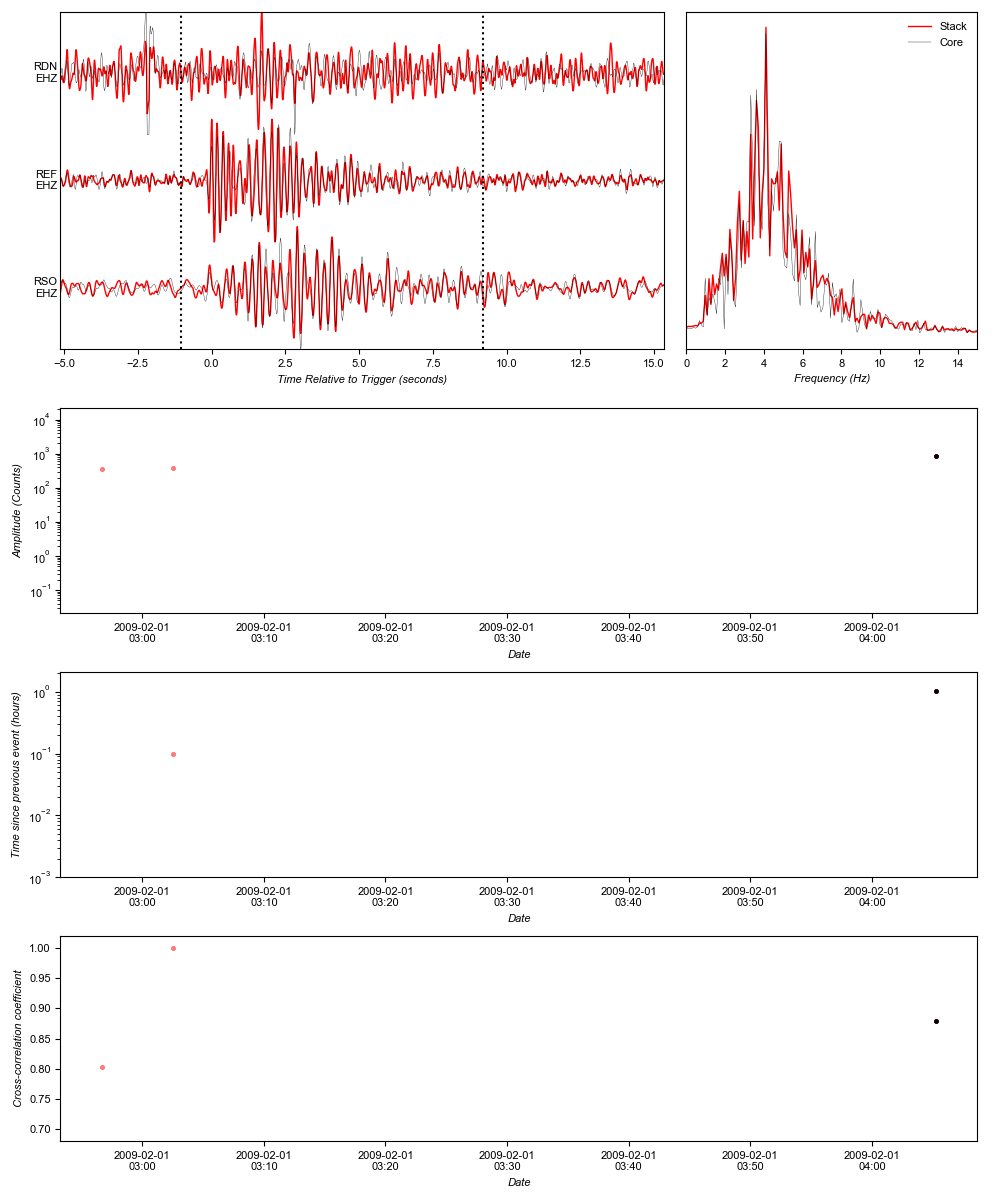 RDN
EHZ
REF
EHZ
RSO
EHZ
−5.0 −2.5 0.0 2.5 5.0 7.5 10.0 12.5 15.0
Time Relative to Trigger (seconds)
Stack
Core
0 2 4 6 8 10 12 14
Frequency (Hz)
10⁴
10³
10²
10¹
10⁰
10⁻¹
Amplitude (Counts)
2009-02-01 2009-02-01 2009-02-01 2009-02-01 2009-02-01 2009-02-01 2009-02-01
03:00 03:10 03:20 03:30 03:40 03:50 04:00
Date
10⁰
10⁻¹
10⁻²
10⁻³
Time since previous event (hours)
2009-02-01 2009-02-01 2009-02-01 2009-02-01 2009-02-01 2009-02-01 2009-02-01
03:00 03:10 03:20 03:30 03:40 03:50 04:00
Date
1.00
0.95
0.90
0.85
0.80
0.75
0.70
Cross-correlation coefficient
2009-02-01 2009-02-01 2009-02-01 2009-02-01 2009-02-01 2009-02-01 2009-02-01
03:00 03:10 03:20 03:30 03:40 03:50 04:00
Date